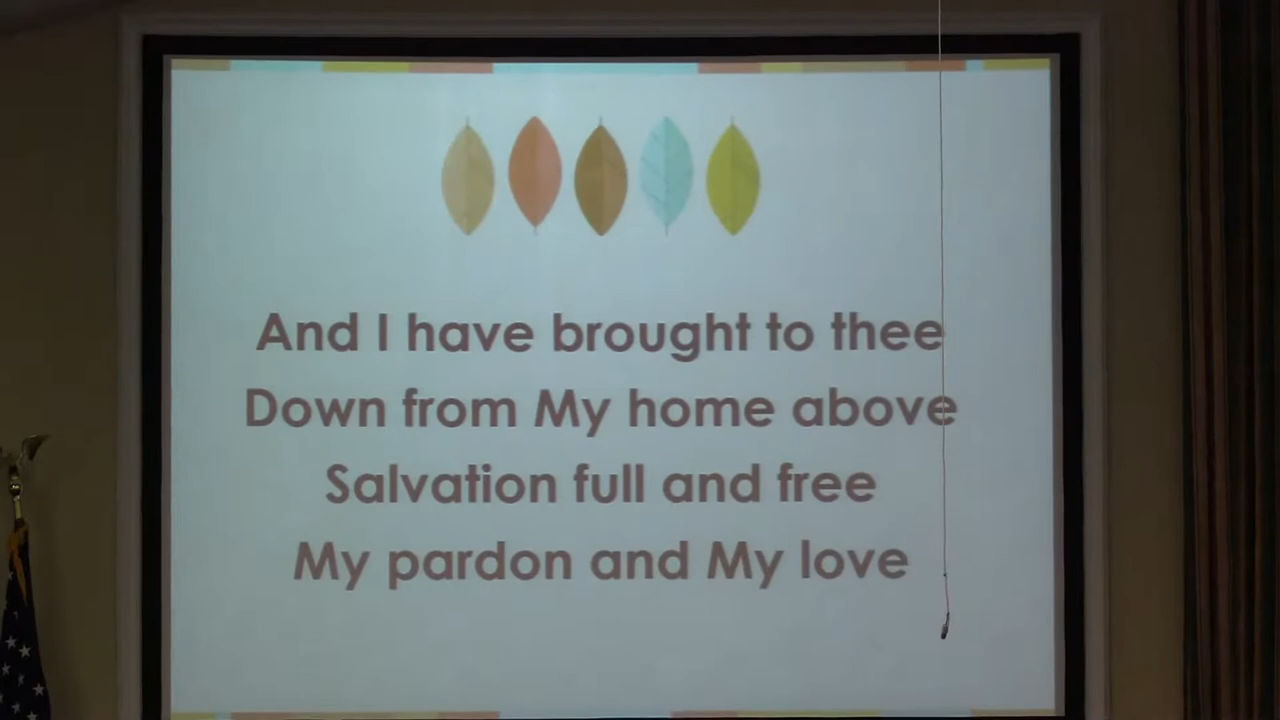 And I have brought to thee
Down from My home above
Salvation full and free
My pardon and My love